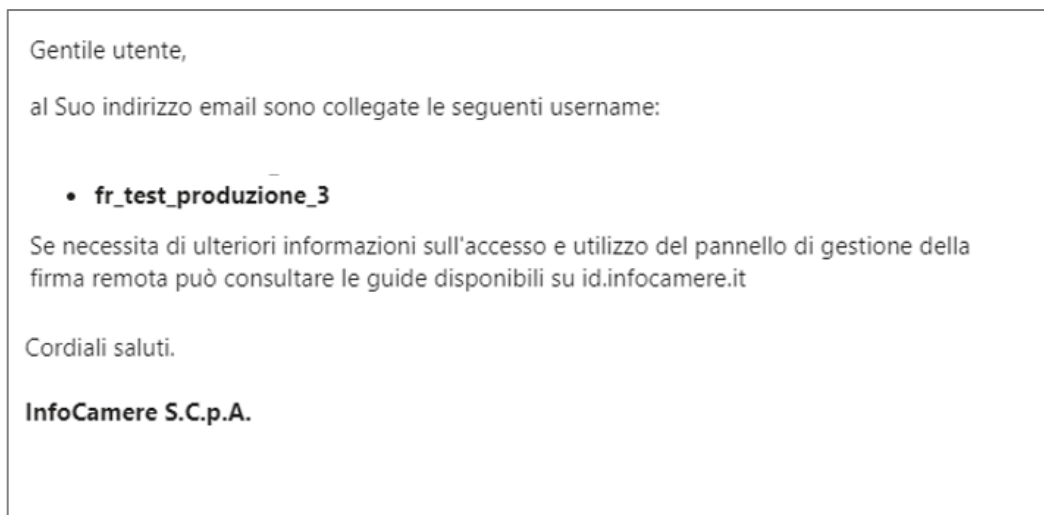 Gentile utente,
al Suo indirizzo email sono collegate le seguenti username:
• fr_test_produzione_3
Se necessita di ulteriori informazioni sull'accesso e utilizzo del pannello di gestione della
firma remota può consultare le guide disponibili su id.infocamere.it
Cordiali saluti.
InfoCamere S.C.p.A.